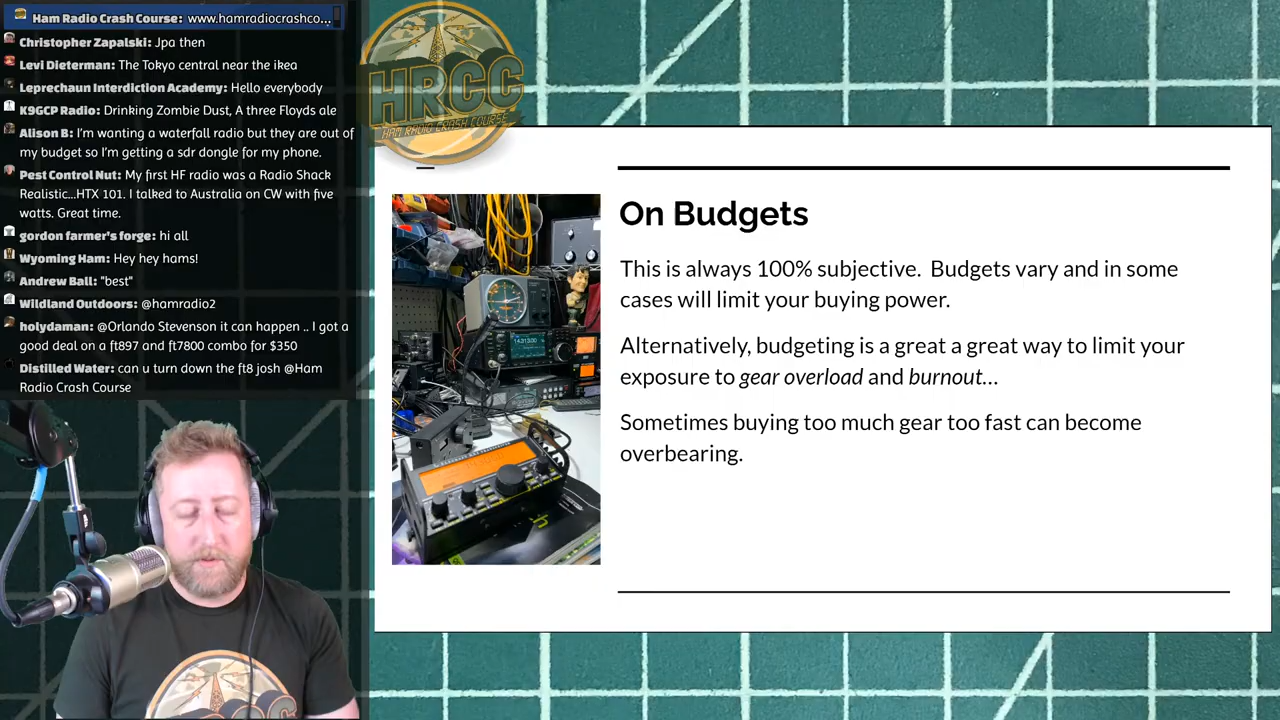 Ham Radio Crash Course: www.hamradiocrashco...
Christopher Zapalski: Jpa then
Levi Dieterman: The Tokyo central near the ikea
Leprechaun Interdiction Academy: Hello everybody
K9GCP Radio: Drinking Zombie Dust, A three Floyds ale
Alison B: I'm wanting a waterfall radio but they are out of
my budget so I'm getting a sdr dongle for my phone.
Pest Control Nut: My first HF radio was a Radio Shack
Realistic...HTX 101. I talked to Australia on CW with five
watts. Great time.
gordon farmer's forge: hi all
Wyoming Ham: Hey hey hams!
Andrew Ball: "best"
Wildland Outdoors: @hamradio2
holydaman: @Orlando Stevenson it can happen .. I got a
good deal on a ft897 and ft7800 combo for $350
Distilled Water: can u turn down the ft8 josh @Ham
Radio Crash Course
HRCC
HAM RADIO CRASH COURSE
On Budgets
This is always 100% subjective. Budgets vary and in some
cases will limit your buying power.
Alternatively, budgeting is a great a great way to limit your
exposure to gear overload and burnout...
Sometimes buying too much gear too fast can become
overbearing.